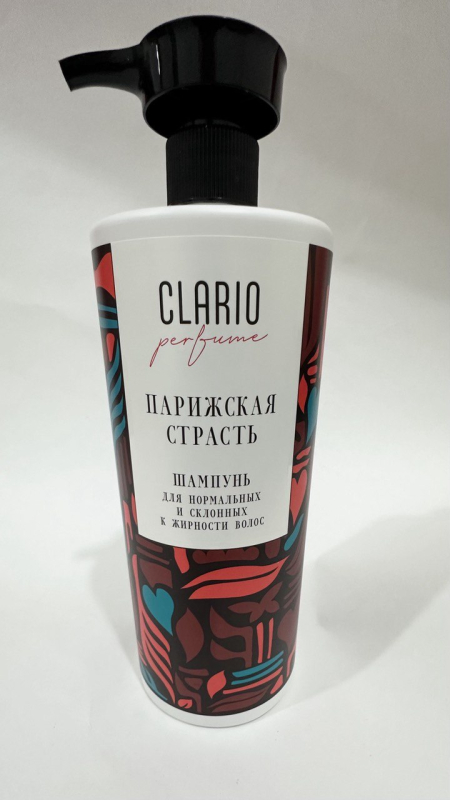 CLARIO
perfume
ПАРИЖСКАЯ
СТРАСТЬ
ШАМПУНЬ
ДЛЯ НОРМАЛЬНЫХ
И СКЛОННЫХ
К ЖИРНОСТИ ВОЛОС